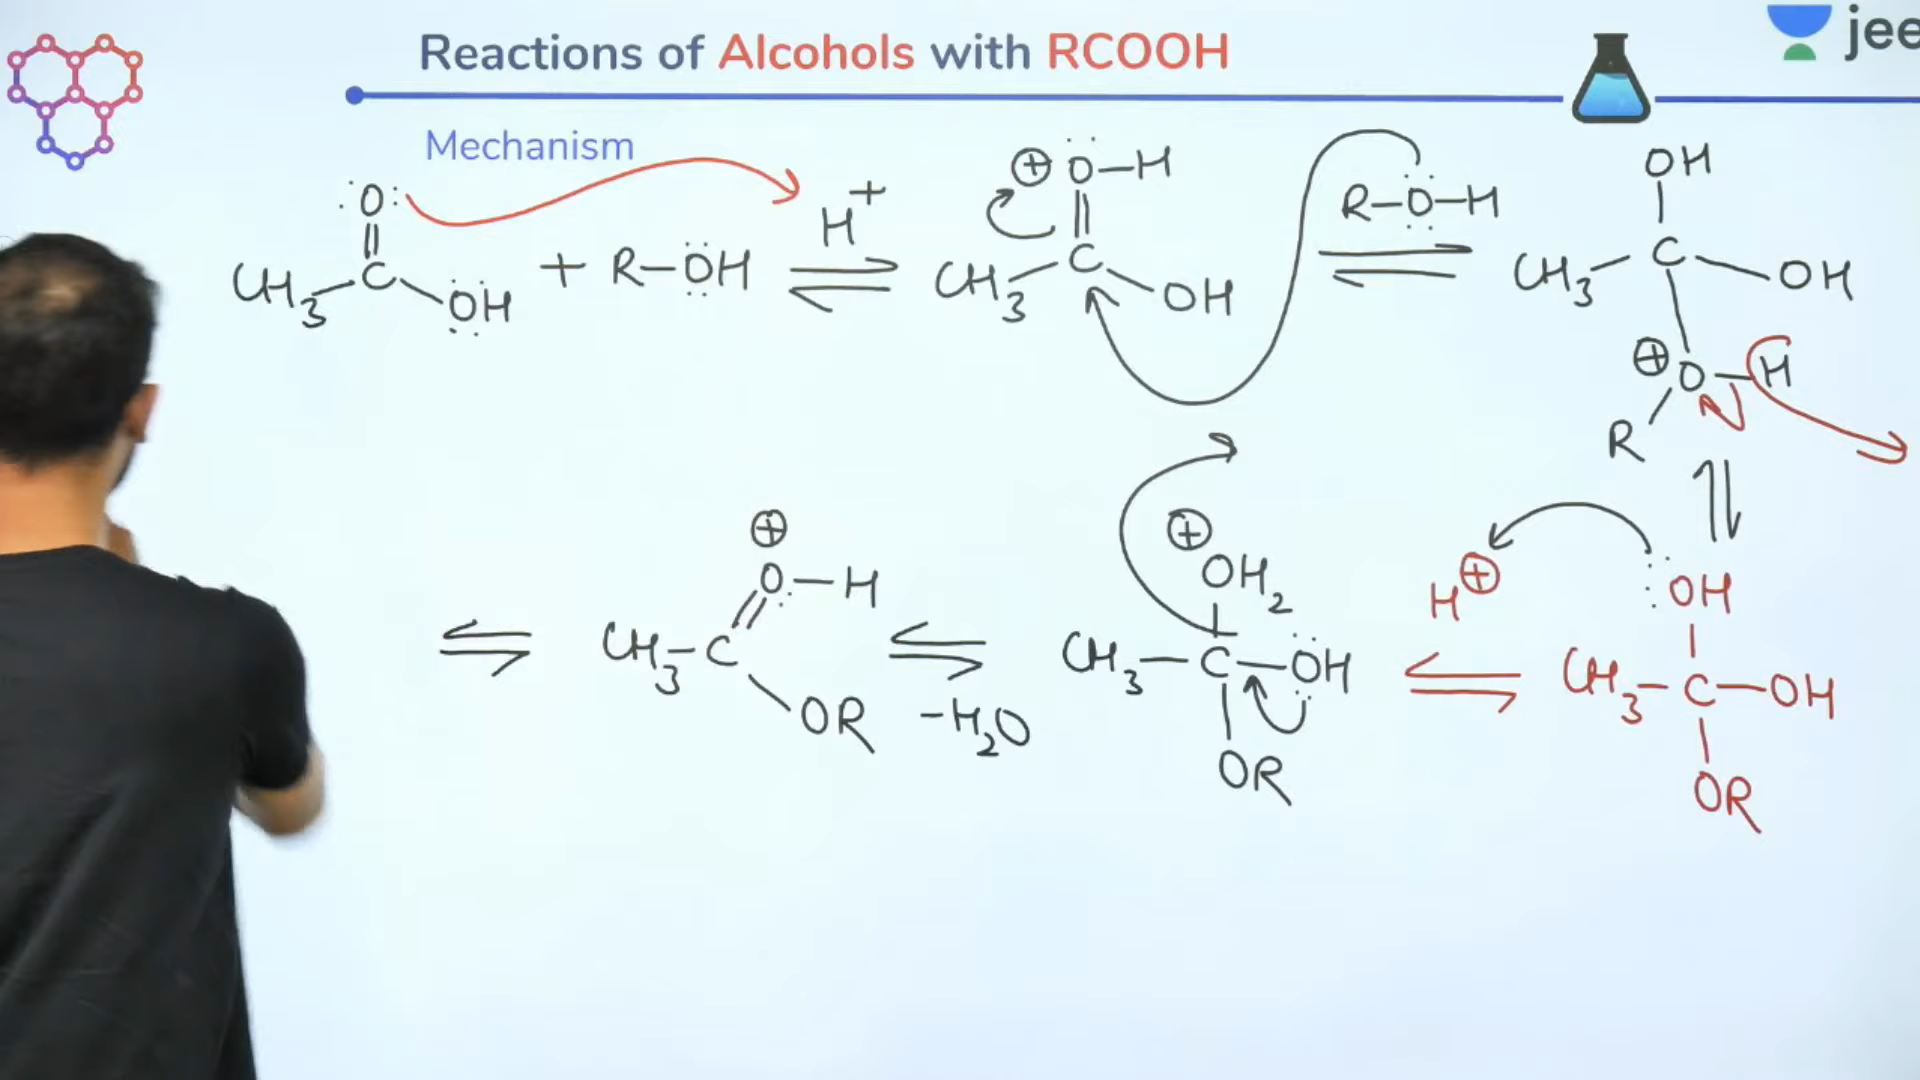 Reactions of Alcohols with RCOOH
jee
Mechanism
:O: + R-OH H+ ⊕ O-H R-O-H OH
CH3 C OH CH3 C OH CH3 C OH
⊕ O-H
R
⊕ O-H ⊕ OH2 H⊕ OH
CH3-C CH3-C-OH CH3-C-OH
OR -H2O OR OR